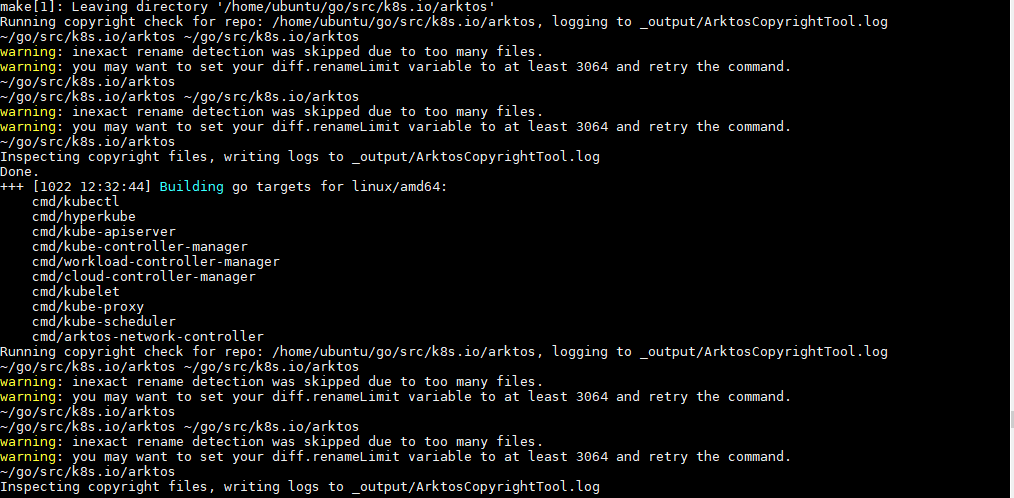 make[1]: Leaving directory '/home/ubuntu/go/src/k8s.io/arktos'
Running copyright check for repo: /home/ubuntu/go/src/k8s.io/arktos, logging to _output/ArktosCopyrightTool.log
~/go/src/k8s.io/arktos ~/go/src/k8s.io/arktos
warning: inexact rename detection was skipped due to too many files.
warning: you may want to set your diff.renameLimit variable to at least 3064 and retry the command.
~/go/src/k8s.io/arktos
~/go/src/k8s.io/arktos ~/go/src/k8s.io/arktos
warning: inexact rename detection was skipped due to too many files.
warning: you may want to set your diff.renameLimit variable to at least 3064 and retry the command.
~/go/src/k8s.io/arktos
Inspecting copyright files, writing logs to _output/ArktosCopyrightTool.log
Done.
+++ [1022 12:32:44] Building go targets for linux/amd64:
    cmd/kubectl
    cmd/hyperkube
    cmd/kube-apiserver
    cmd/kube-controller-manager
    cmd/workload-controller-manager
    cmd/cloud-controller-manager
    cmd/kubelet
    cmd/kube-proxy
    cmd/kube-scheduler
    cmd/arktos-network-controller
Running copyright check for repo: /home/ubuntu/go/src/k8s.io/arktos, logging to _output/ArktosCopyrightTool.log
~/go/src/k8s.io/arktos ~/go/src/k8s.io/arktos
warning: inexact rename detection was skipped due to too many files.
warning: you may want to set your diff.renameLimit variable to at least 3064 and retry the command.
~/go/src/k8s.io/arktos
~/go/src/k8s.io/arktos ~/go/src/k8s.io/arktos
warning: inexact rename detection was skipped due to too many files.
warning: you may want to set your diff.renameLimit variable to at least 3064 and retry the command.
~/go/src/k8s.io/arktos
Inspecting copyright files, writing logs to _output/ArktosCopyrightTool.log